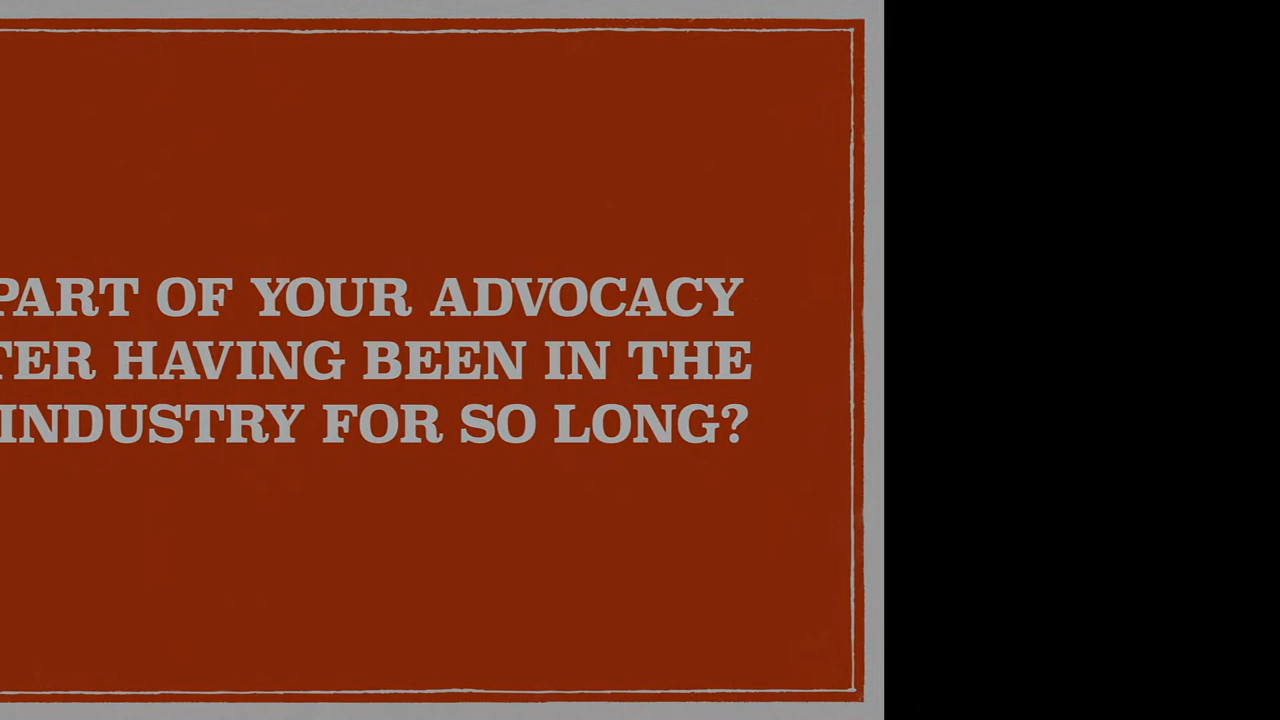 PART OF YOUR ADVOCACY
TER HAVING BEEN IN THE
INDUSTRY FOR SO LONG?